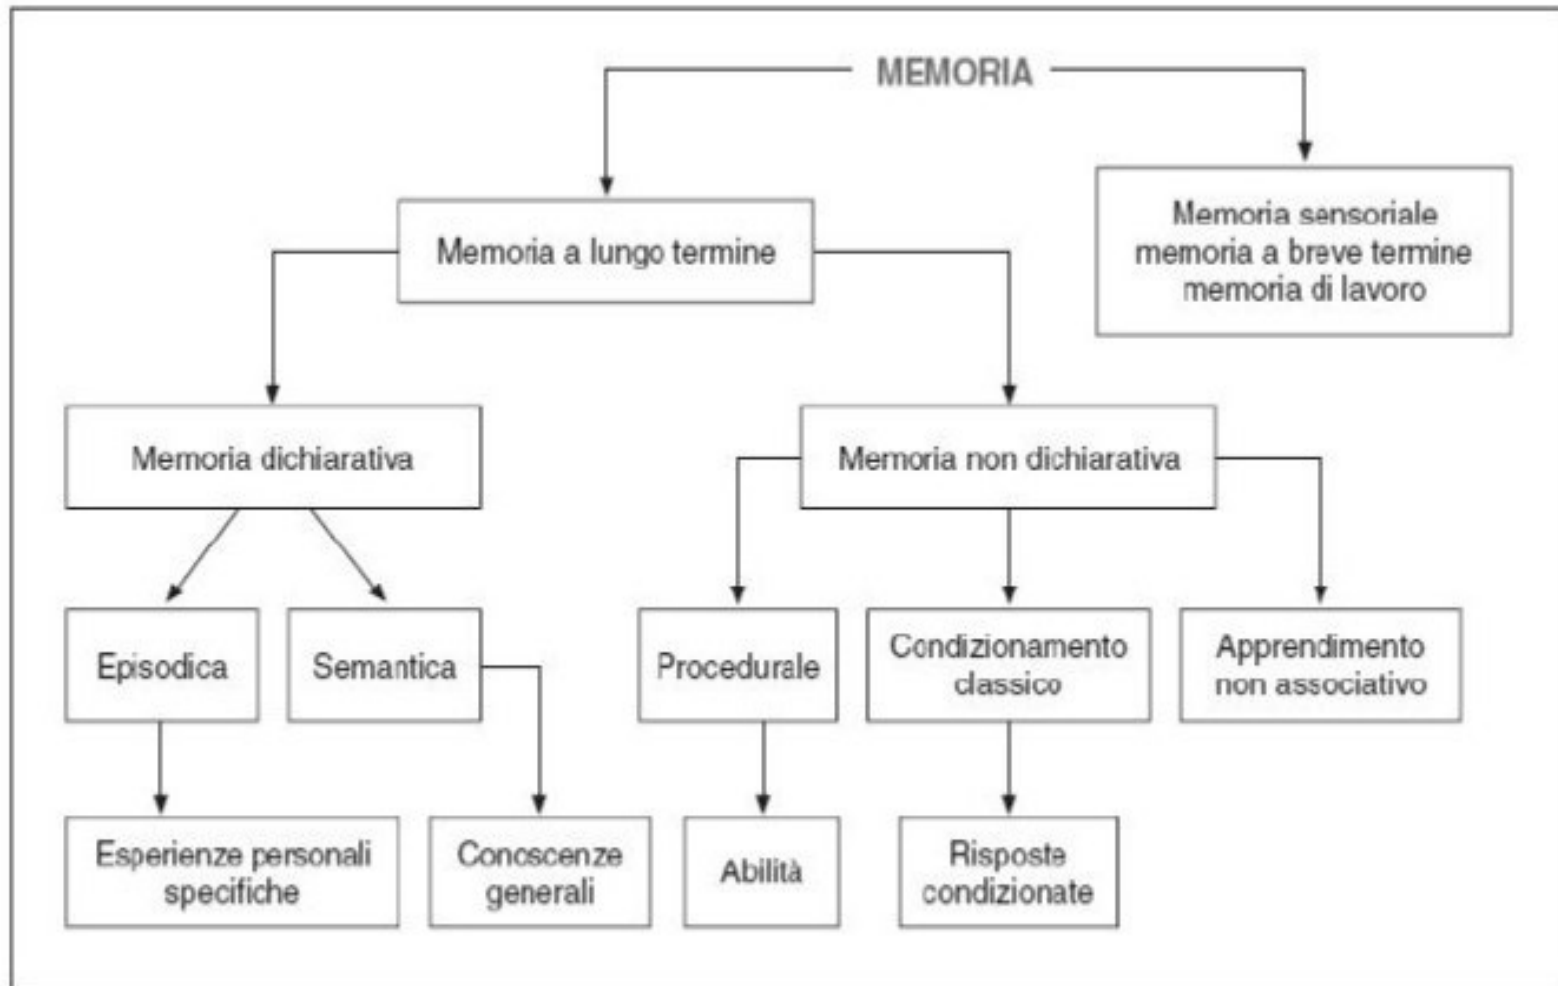 MEMORIA
Memoria sensoriale
memoria a breve termine
memoria di lavoro
Memoria a lungo termine
Memoria dichiarativa
Memoria non dichiarativa
Episodica
Semantica
Procedurale
Condizionamento
classico
Apprendimento
non associativo
Esperienze personali
specifiche
Conoscenze
generali
Abilità
Risposte
condizionate